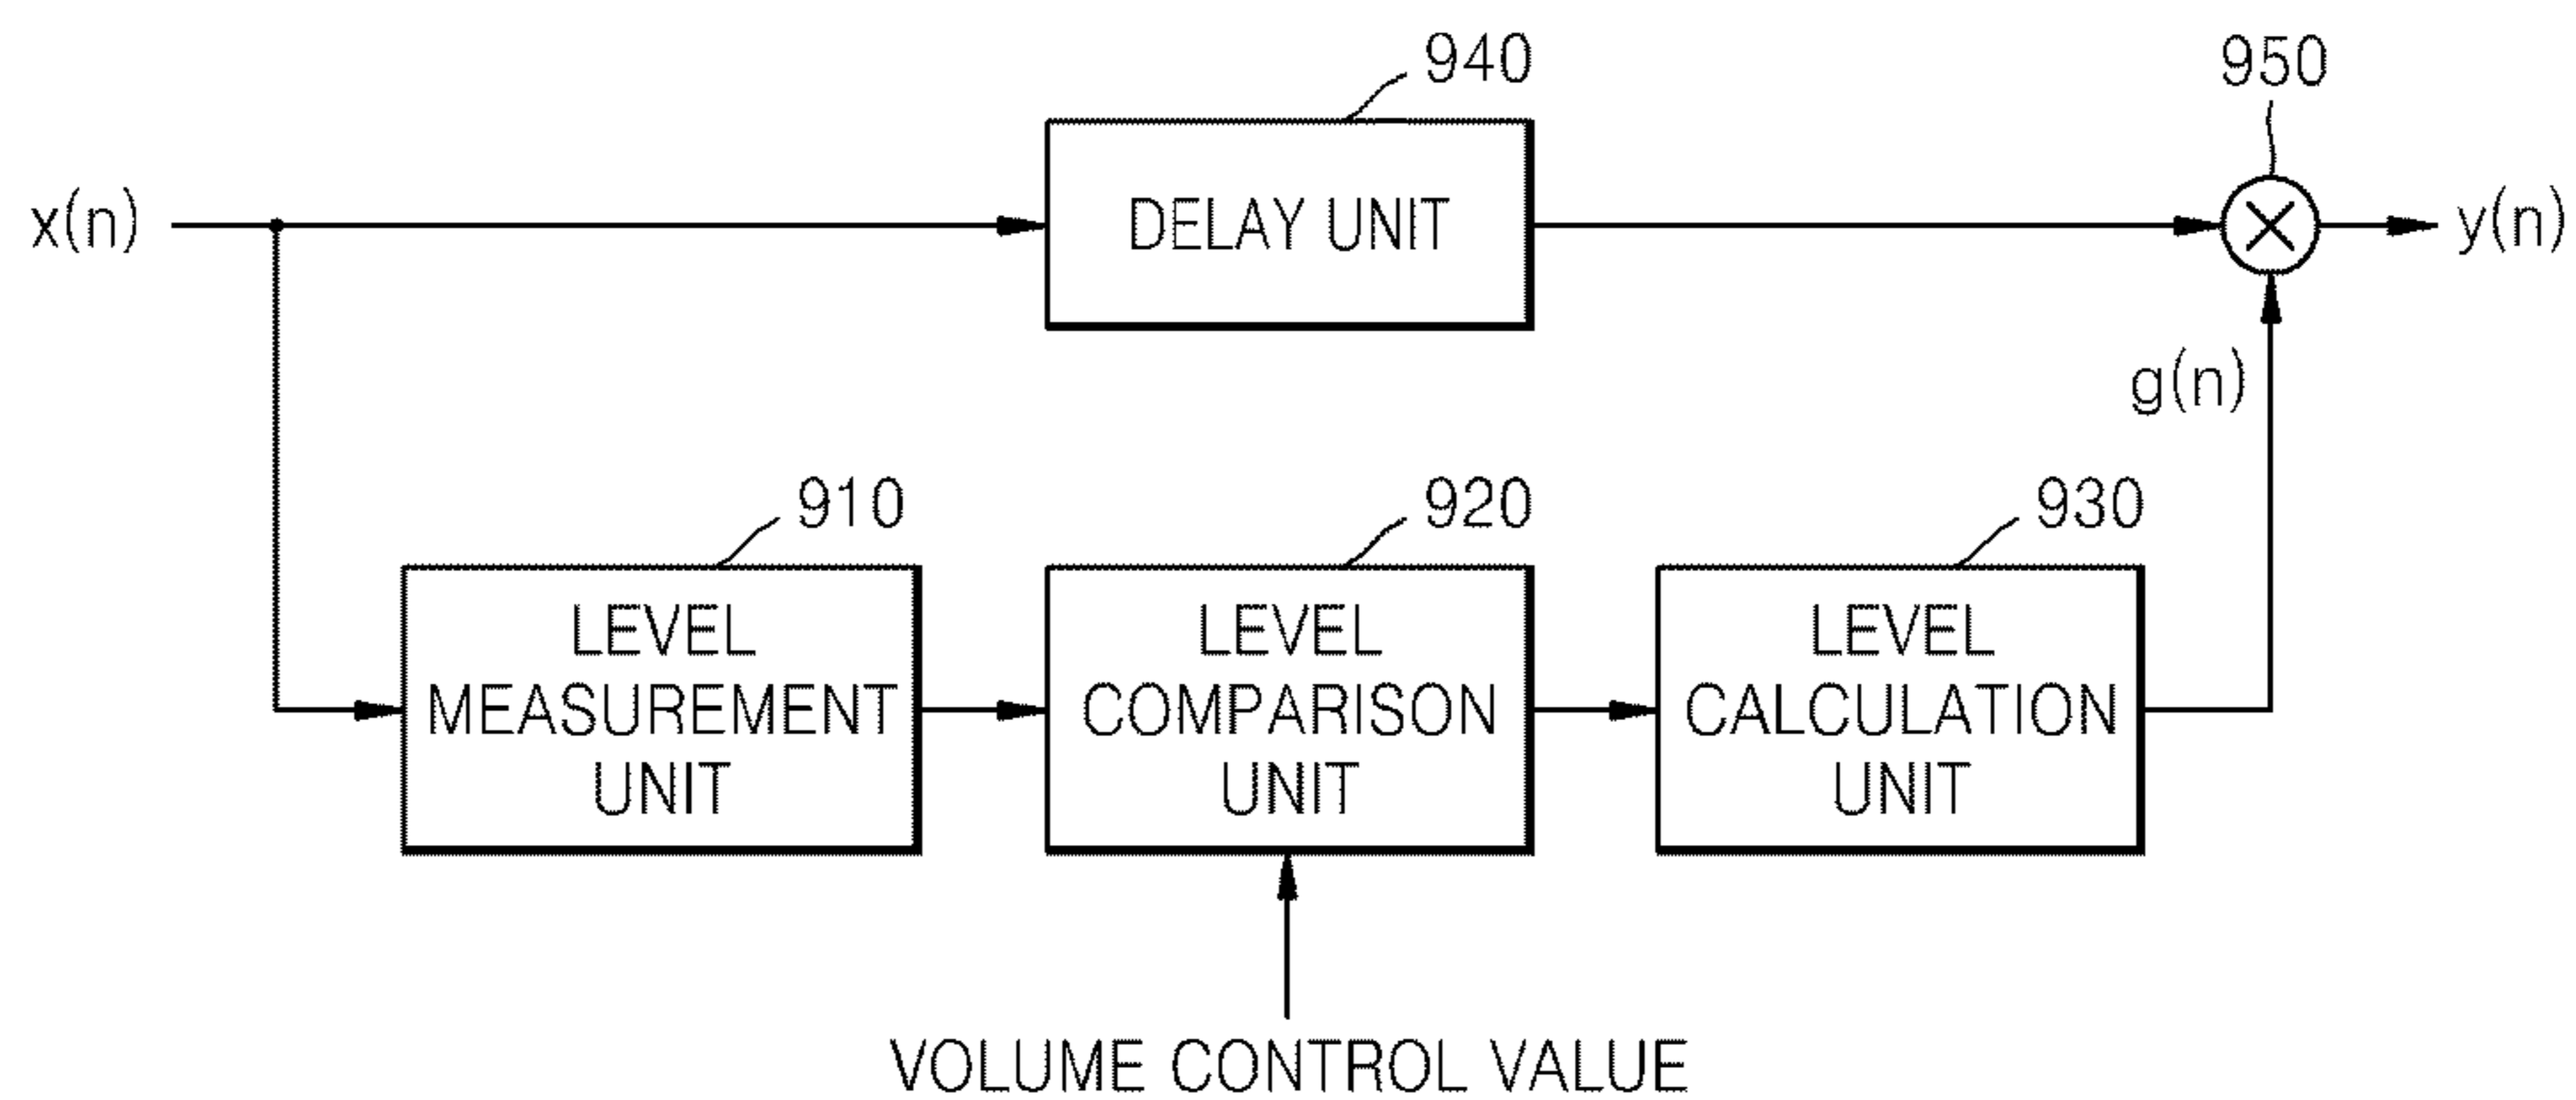 940
950
x(n)
DELAY UNIT
y(n)
g(n)
910
920
930
LEVEL
MEASUREMENT
UNIT
LEVEL
COMPARISON
UNIT
LEVEL
CALCULATION
UNIT
VOLUME CONTROL VALUE